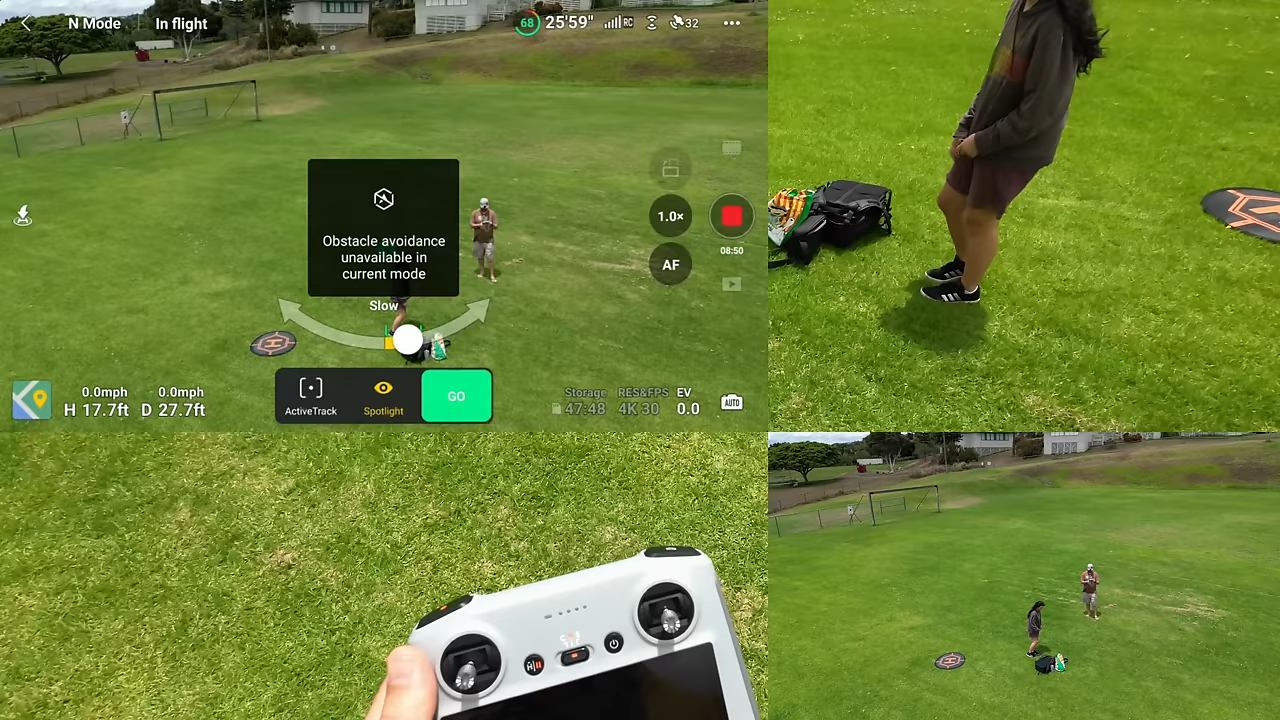 N Mode In flight
68 25'59" RC 32
Obstacle avoidance
unavailable in
current mode
Slow
1.0×
AF
08:50
ActiveTrack
Spotlight
GO
0.0mph 0.0mph
H 17.7ft D 27.7ft
Storage RES&FPS EV
47:48 4K 30 0.0
AUTO
H
H